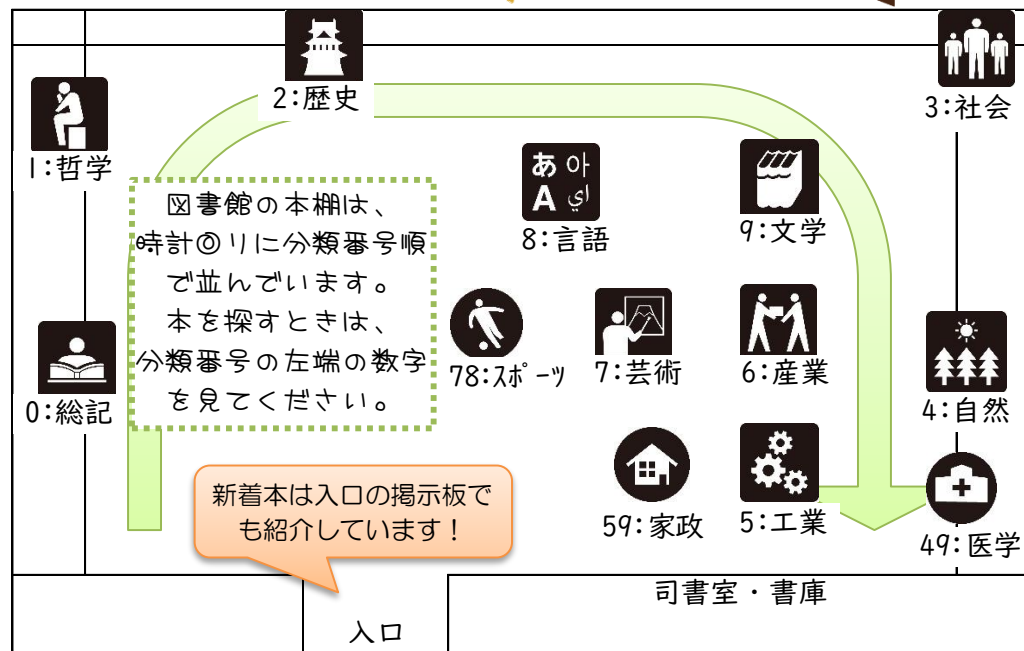 2:歴史
3:社会
1:哲学
あ 아
A اي
8:言語
9:文学
図書館の本棚は、
時計回りに分類番号順
で並んでいます。
本を探すときは、
分類番号の左端の数字
を見てください。
0:総記
78:スポーツ
7:芸術
6:産業
4:自然
新着本は入口の掲示板で
も紹介しています!
59:家政
5:工業
49:医学
司書室・書庫
入口